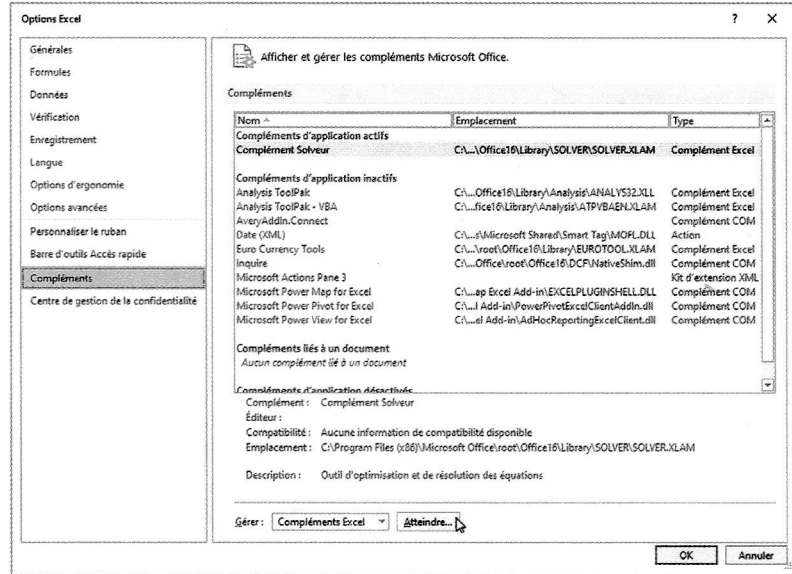 Options Excel ? ×
Générales
Formules
Données
Vérification
Enregistrement
Langue
Options d'ergonomie
Options avancées
Personnaliser le ruban
Barre d'outils Accès rapide
Compléments
Centre de gestion de la confidentialité
Afficher et gérer les compléments Microsoft Office.
Compléments
Nom Emplacement Type
Compléments d'application actifs
Complément Solveur C:\...\Office16\Library\SOLVER\SOLVER.XLAM Complément Excel
Compléments d'application inactifs
Analysis ToolPak C:\...Office16\Library\Analysis\ANALYS32.XLL Complément Excel
Analysis ToolPak - VBA C:\...fice16\Library\Analysis\ATPVBAEN.XLAM Complément Excel
AveryAddIn.Connect Complément COM
Date (XML) C:\...s\Microsoft Shared\Smart Tag\MOFL.DLL Action
Euro Currency Tools C:\...\root\Office16\Library\EUROTOOL.XLAM Complément Excel
Inquire C:\...Office\root\Office16\DCF\NativeShim.dll Complément COM
Microsoft Actions Pane 3 Kit d'extension XML
Microsoft Power Map for Excel C:\...ap Excel Add-in\EXCELPLUGINSHELL.DLL Complément COM
Microsoft Power Pivot for Excel C:\...l Add-in\PowerPivotExcelClientAddIn.dll Complément COM
Microsoft Power View for Excel C:\...el Add-in\AdHocReportingExcelClient.dll Complément COM
Compléments liés à un document
Aucun complément lié à un document
Compléments d'application désactivés
Complément : Complément Solveur
Éditeur :
Compatibilité : Aucune information de compatibilité disponible
Emplacement : C:\Program Files (x86)\Microsoft Office\root\Office16\Library\SOLVER\SOLVER.XLAM
Description : Outil d'optimisation et de résolution des équations
Gérer : Compléments Excel Atteindre...
OK Annuler